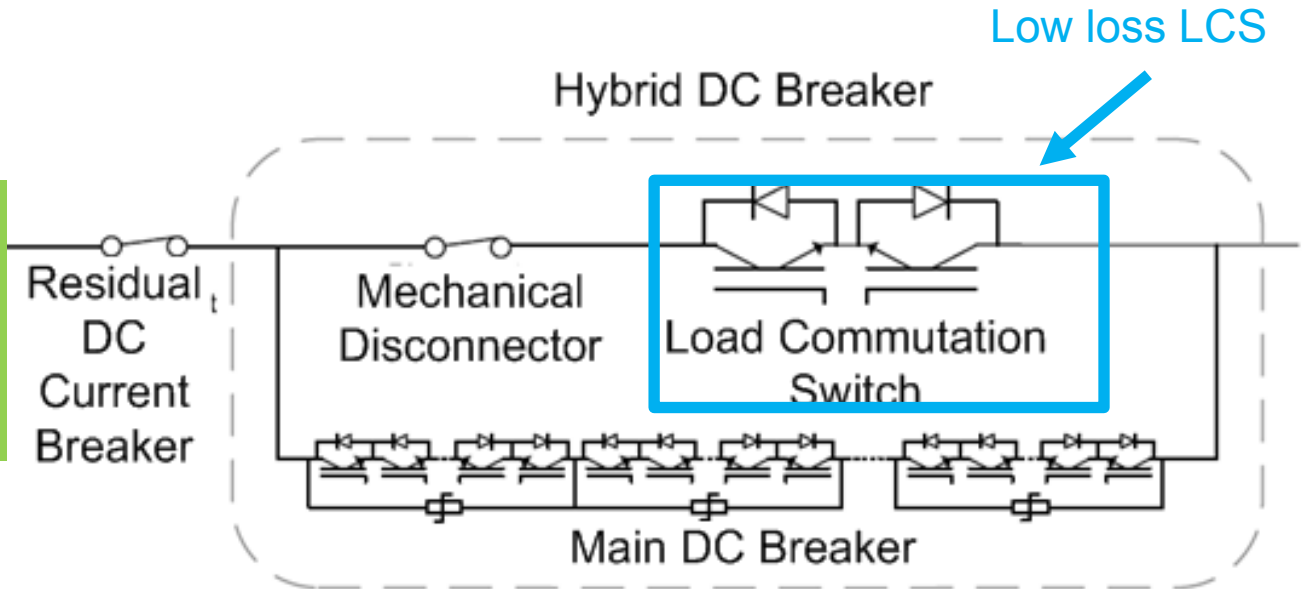 Low loss LCS
Hybrid DC Breaker
Residual
DC
Current
Breaker
t
Mechanical
Disconnector
Load Commutation
Switch
Main DC Breaker